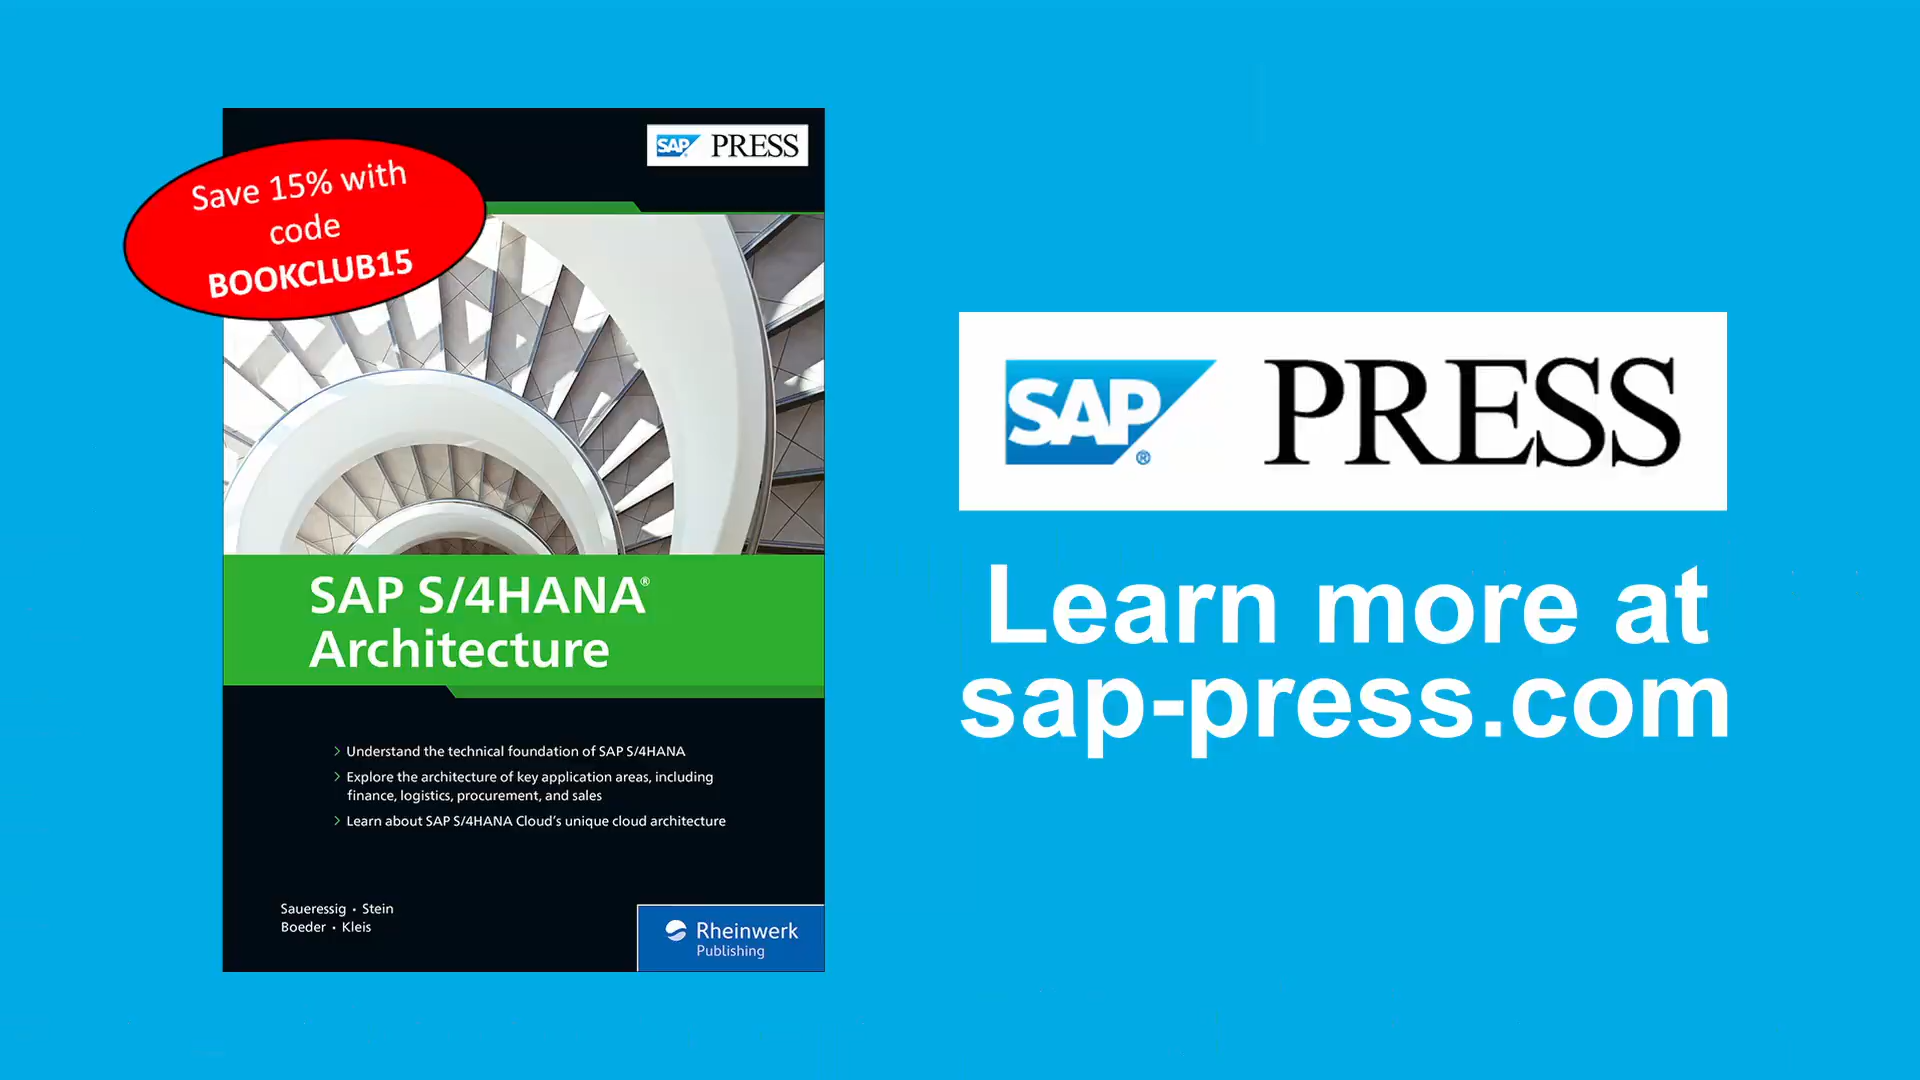 SAP PRESS
Save 15% with
code
BOOKCLUB15
SAP S/4HANA®
Architecture
> Understand the technical foundation of SAP S/4HANA
> Explore the architecture of key application areas, including
finance, logistics, procurement, and sales
> Learn about SAP S/4HANA Cloud's unique cloud architecture
Saueressig • Stein
Boeder • Kleis
Rheinwerk
Publishing
SAP® PRESS
Learn more at
sap-press.com